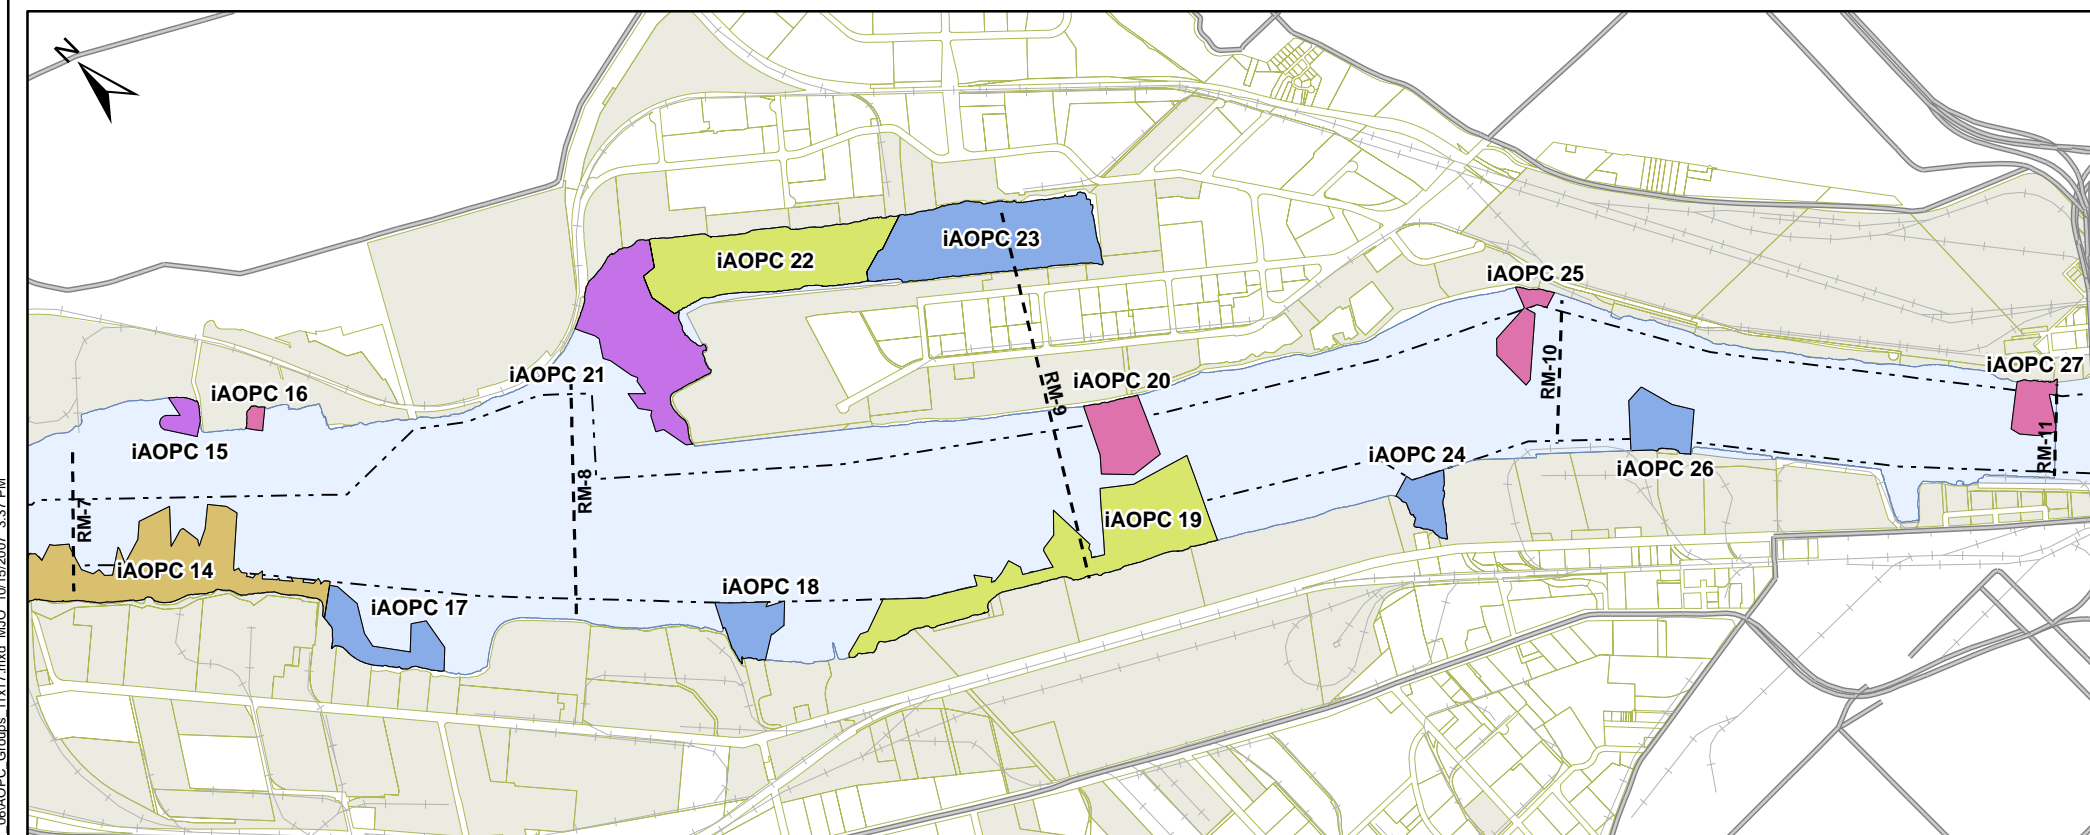 N
iAOPC 23
iAOPC 22
iAOPC 25
iAOPC 27
iAOPC 21
iAOPC 20
iAOPC 16
iAOPC 15
RM-7
RM-8
RM-9
RM-10
RM-11
iAOPC 24
iAOPC 26
iAOPC 19
iAOPC 14
iAOPC 17
iAOPC 18